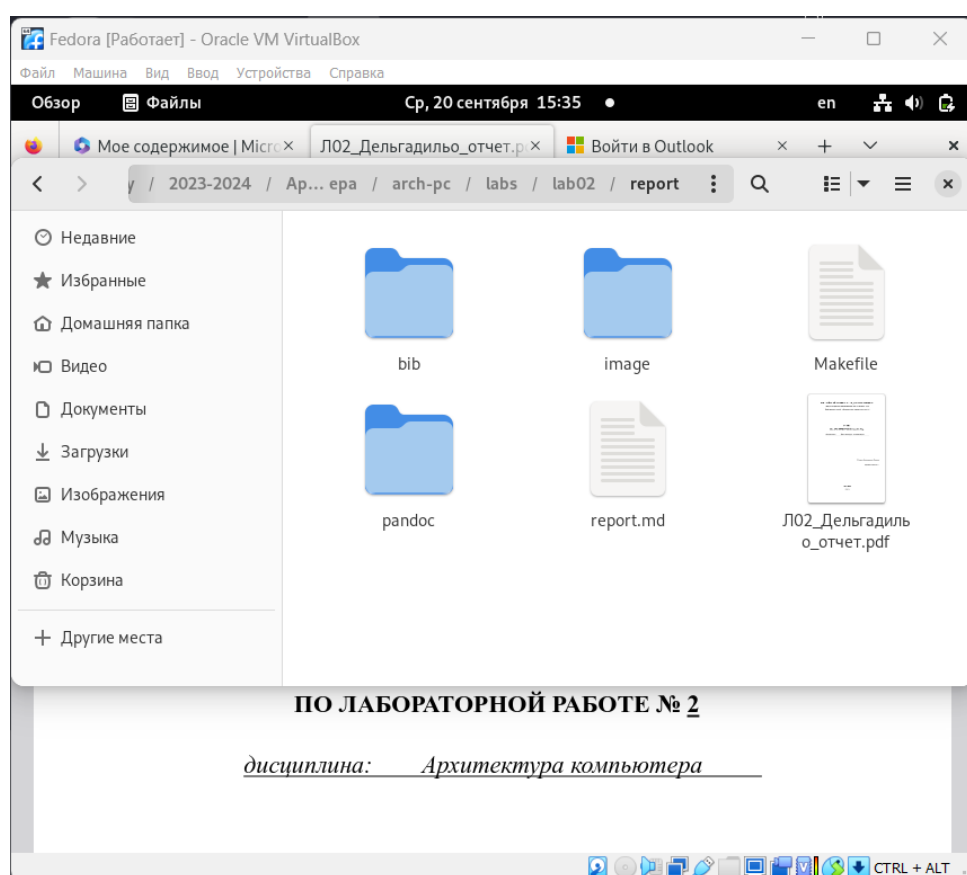 Fedora [Работает] - Oracle VM VirtualBox
Файл Машина Вид Ввод Устройства Справка
Обзор Файлы Ср, 20 сентября 15:35 en
Мое содержимое | Micro Л02_Дельгадильо_отчет.p Войти в Outlook
y / 2023-2024 / Ap... ера / arch-pc / labs / lab02 / report
Недавние
Избранные
Домашняя папка
Видео
Документы
Загрузки
Изображения
Музыка
Корзина
Другие места
bib image Makefile
pandoc report.md Л02_Дельгадиль
о_отчет.pdf
ПО ЛАБОРАТОРНОЙ РАБОТЕ № 2
дисциплина: Архитектура компьютера
CTRL + ALT